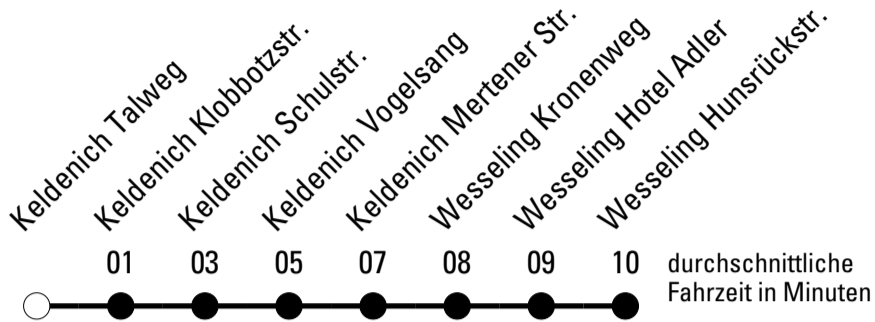 Keldenich Talweg
Keldenich Klobbotzstr.
Keldenich Schulstr.
Keldenich Vogelsang
Keldenich Mertener Str.
Wesseling Kronenweg
Wesseling Hotel Adler
Wesseling Hunsrückstr.
01 03 05 07 08 09 10
durchschnittliche
Fahrzeit in Minuten